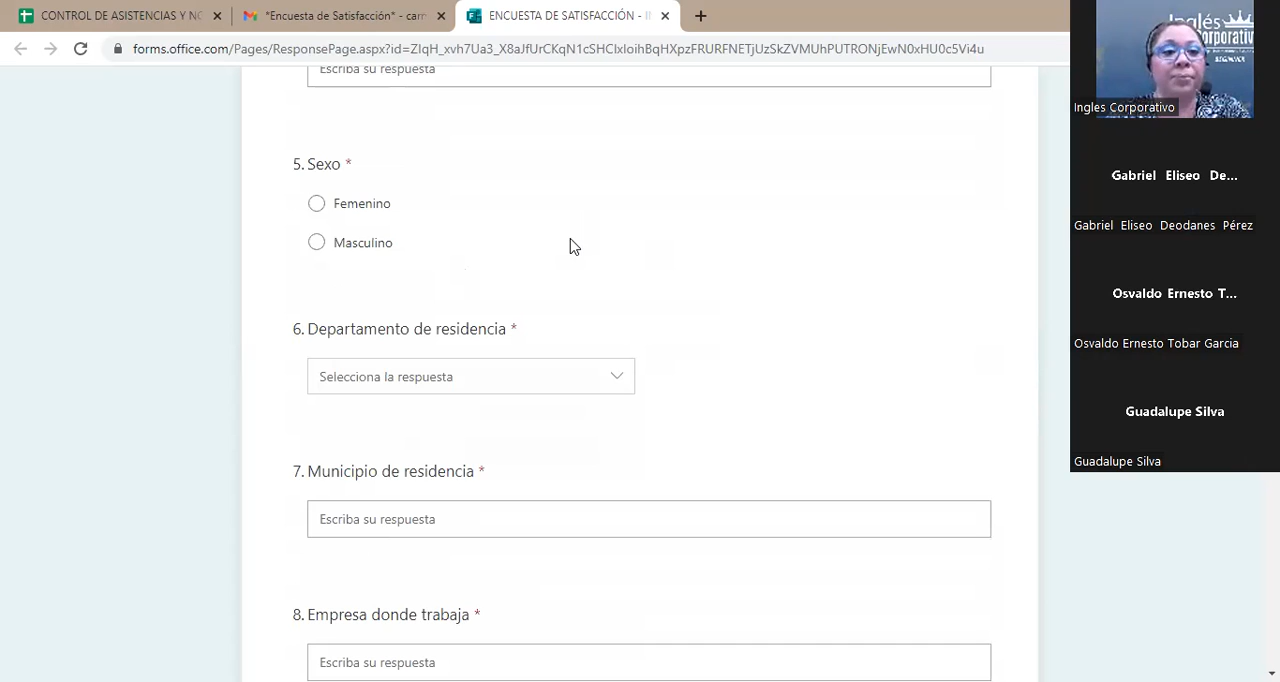 CONTROL DE ASISTENCIAS Y NO
*Encuesta de Satisfacción* - carr
ENCUESTA DE SATISFACCIÓN - I
forms.office.com/Pages/ResponsePage.aspx?id=ZIqH_xvh7Ua3_X8aJfUrCKqN1cSHCIxIoihBqHXpzFRURFNETjUzSkZVMUhPUTRONjEwN0xHU0c5Vi4u
Escriba su respuesta
5. Sexo *
Femenino
Masculino
6. Departamento de residencia *
Selecciona la respuesta
7. Municipio de residencia *
Escriba su respuesta
8. Empresa donde trabaja *
Escriba su respuesta
Inglés
Corporativo
Ingles Corporativo
Gabriel Eliseo De...
Gabriel Eliseo Deodanes Pérez
Osvaldo Ernesto T...
Osvaldo Ernesto Tobar Garcia
Guadalupe Silva
Guadalupe Silva